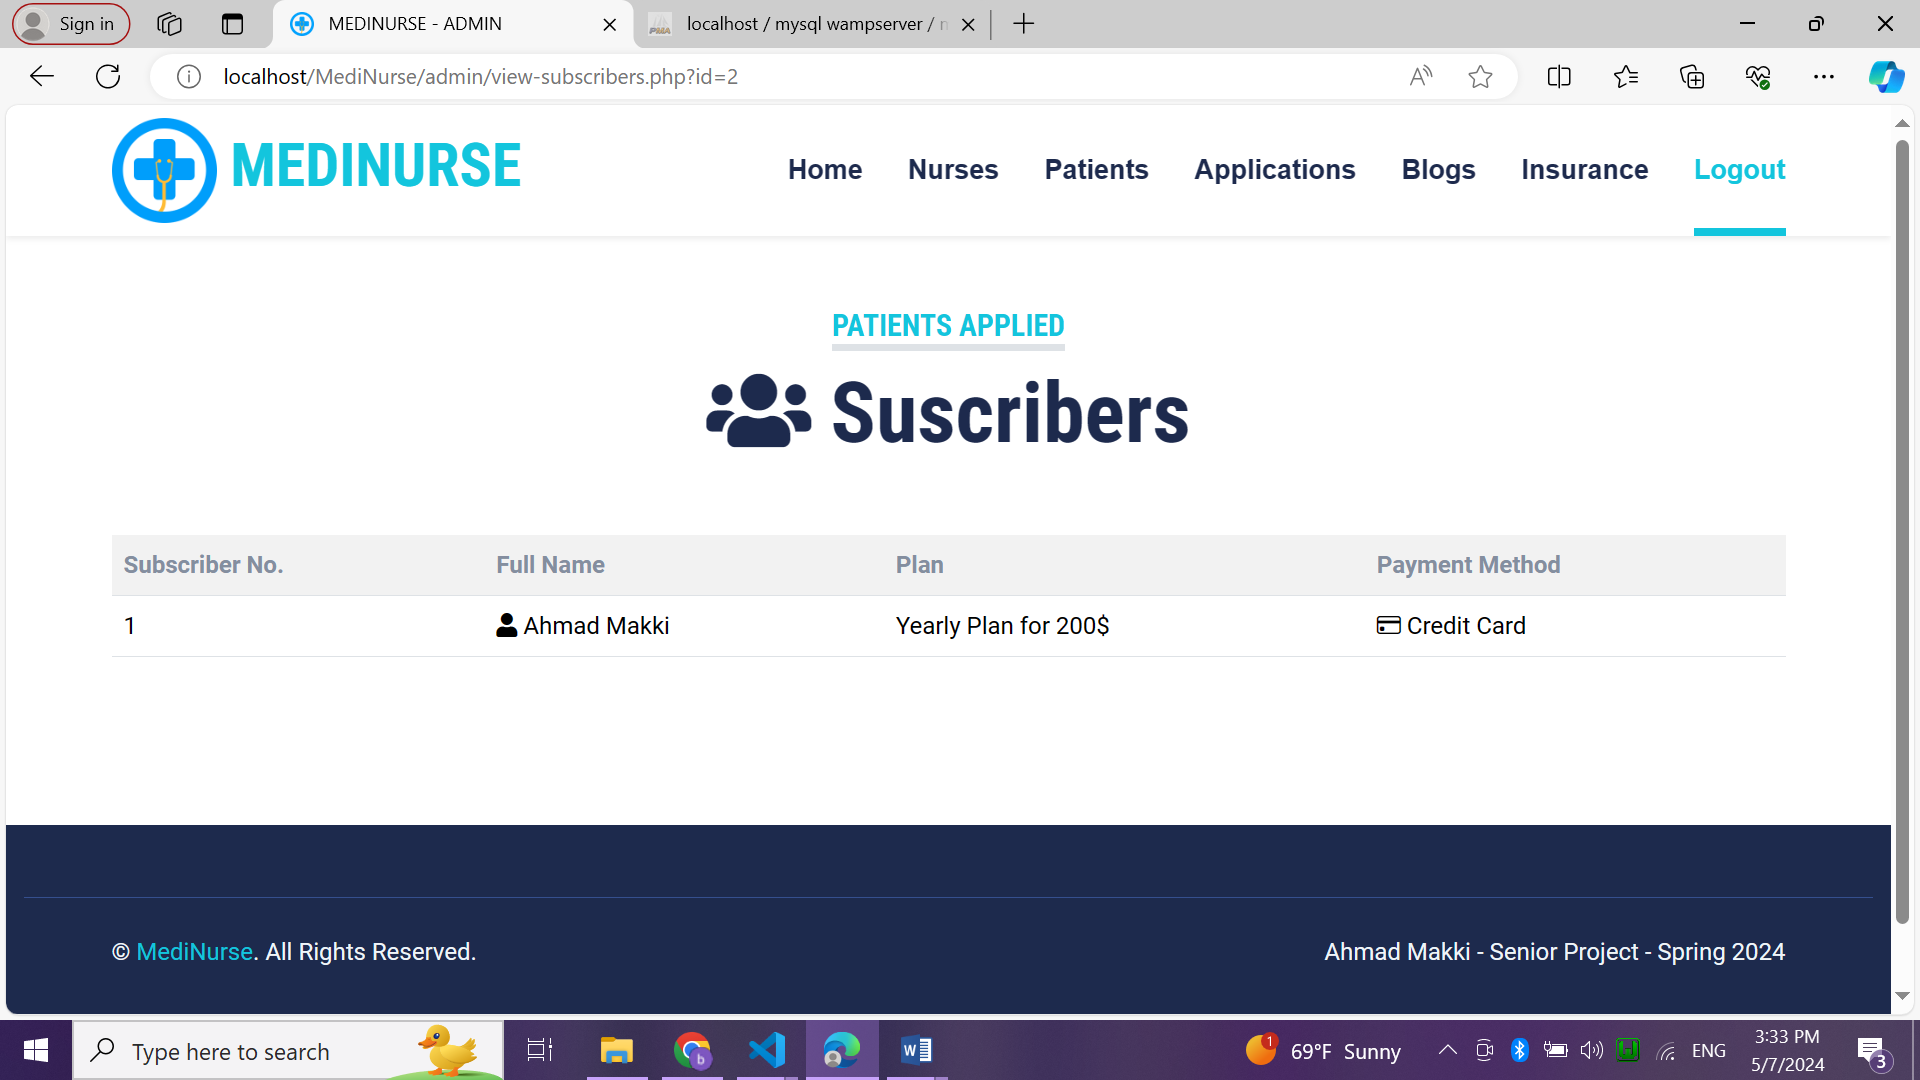 Sign in
MEDINURSE - ADMIN
localhost / mysql wampserver /
localhost/MediNurse/admin/view-subscribers.php?id=2
MEDINURSE
Home Nurses Patients Applications Blogs Insurance Logout
PATIENTS APPLIED
Suscribers
Subscriber No. Full Name Plan Payment Method
1 Ahmad Makki Yearly Plan for 200$ Credit Card
© MediNurse. All Rights Reserved.
Ahmad Makki - Senior Project - Spring 2024
Type here to search
1
69°F Sunny
ENG
3:33 PM
5/7/2024
3